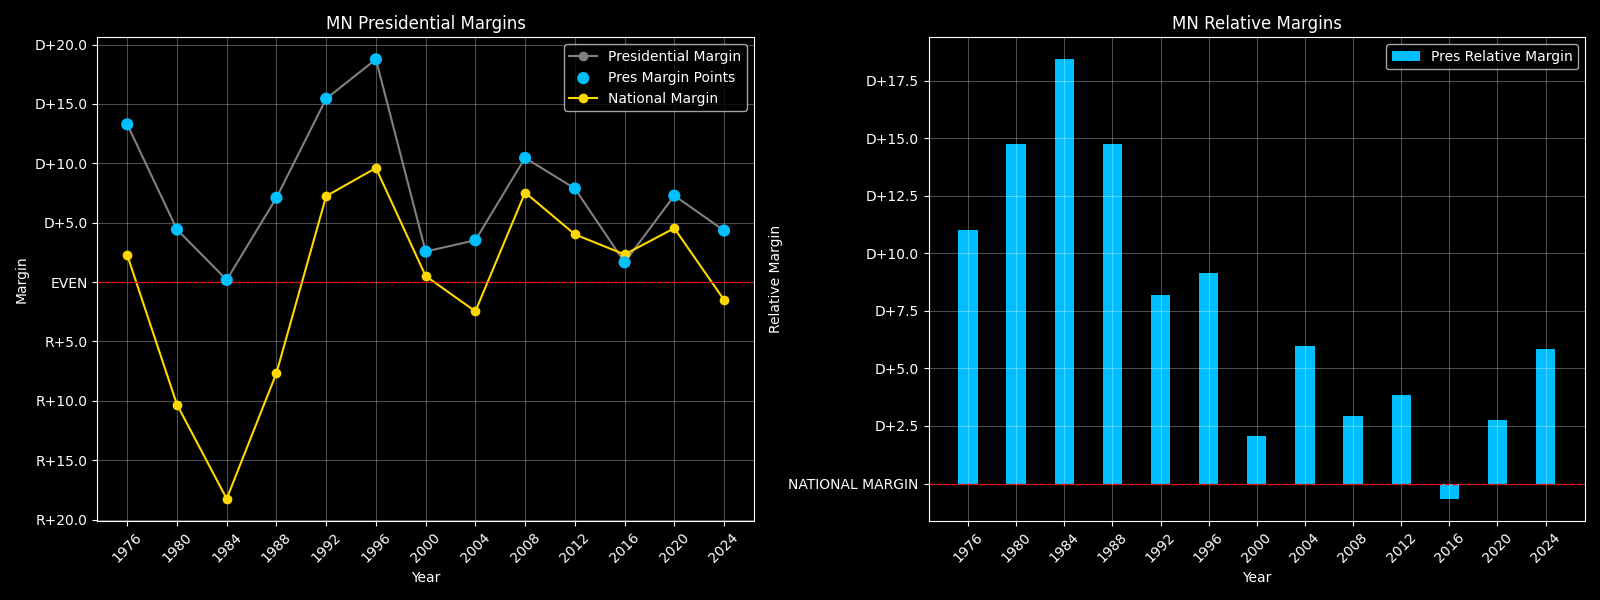 MN Presidential Margins
D+20.0
D+15.0
D+10.0
D+5.0
EVEN
R+5.0
R+10.0
R+15.0
R+20.0
Margin
Presidential Margin
Pres Margin Points
National Margin
1976
1980
1984
1988
1992
1996
2000
2004
2008
2012
2016
2020
2024
Year
MN Relative Margins
D+17.5
D+15.0
D+12.5
D+10.0
D+7.5
D+5.0
D+2.5
NATIONAL MARGIN
Relative Margin
Pres Relative Margin
1976
1980
1984
1988
1992
1996
2000
2004
2008
2012
2016
2020
2024
Year